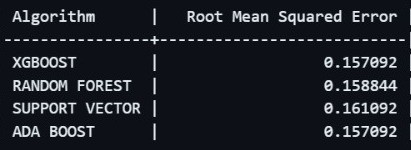 Algorithm | Root Mean Squared Error
----------------+--------------------------
XGBOOST | 0.157092
RANDOM FOREST | 0.158844
SUPPORT VECTOR | 0.161092
ADA BOOST | 0.157092